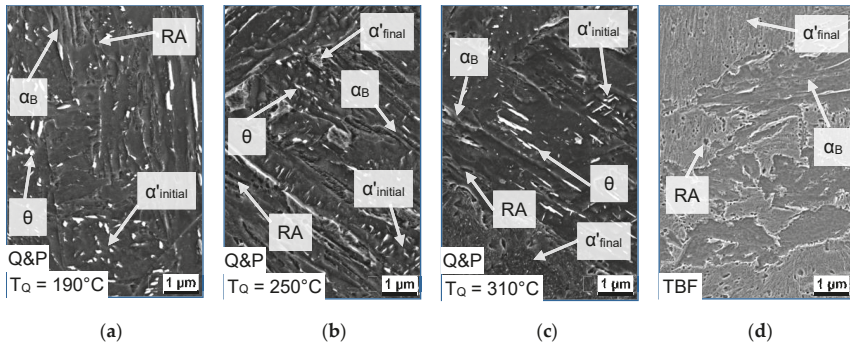 RA
αB
θ
α'initial
Q&P
TQ = 190°C
1 µm
(a)
α'final
αB
θ
RA
α'initial
Q&P
TQ = 250°C
1 µm
(b)
α'initial
αB
θ
RA
α'final
Q&P
TQ = 310°C
1 µm
(c)
α'final
αB
RA
TBF
1 µm
(d)